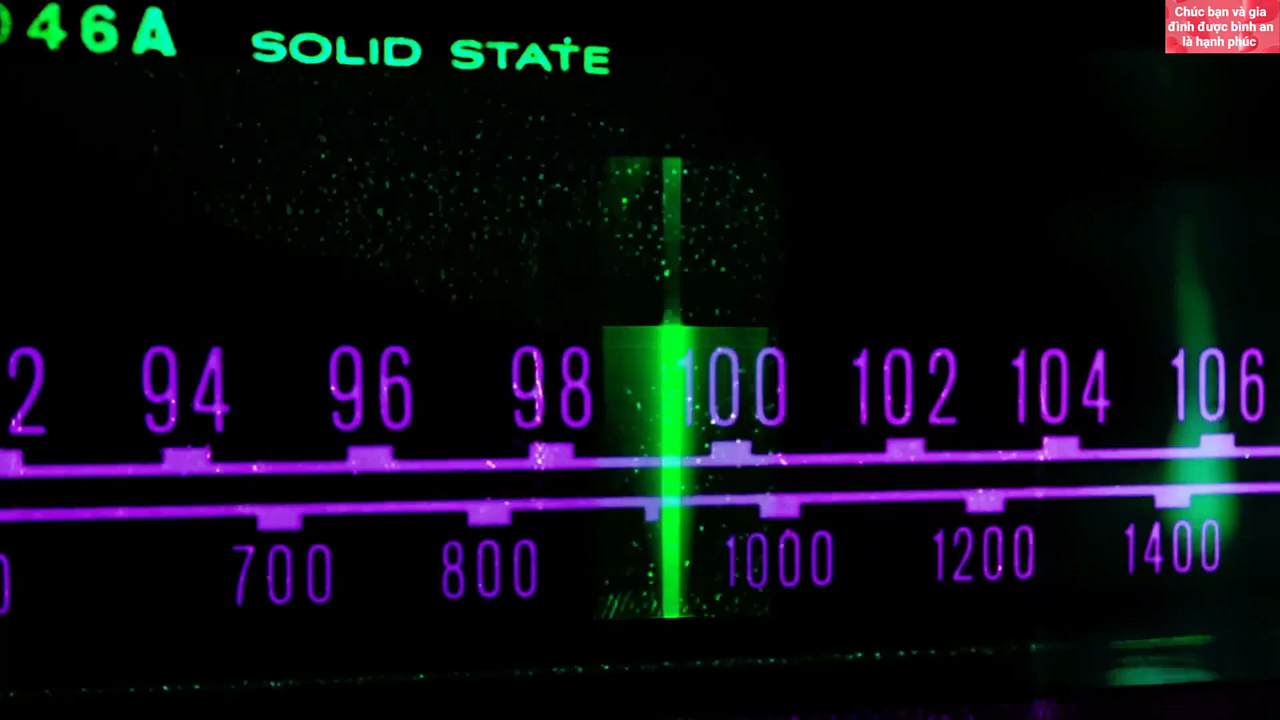 046A SOLID STATE
Chúc bạn và gia
đình được bình an
là hạnh phúc
94 96 98 100 102 104 106
700 800 1000 1200 1400